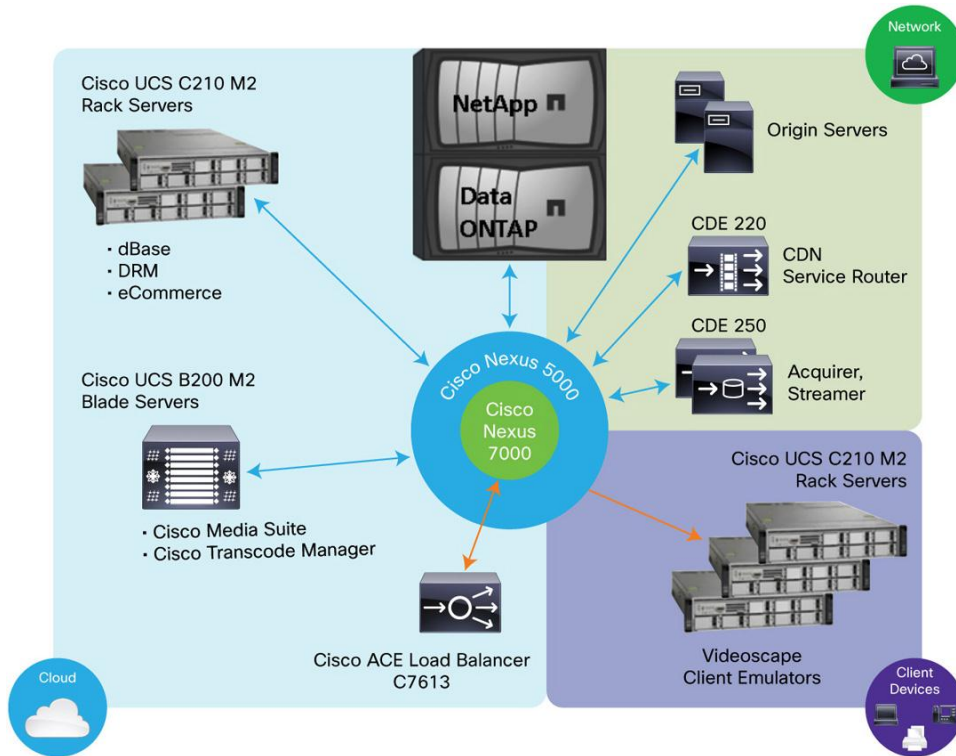 Network
Cisco UCS C210 M2
Rack Servers
· dBase
· DRM
· eCommerce
NetApp
Data
ONTAP
Origin Servers
CDE 220
CDN
Service Router
CDE 250
Acquirer,
Streamer
Cisco Nexus 5000
Cisco
Nexus
7000
Cisco UCS B200 M2
Blade Servers
· Cisco Media Suite
· Cisco Transcode Manager
Cisco UCS C210 M2
Rack Servers
Videoscape
Client Emulators
Cisco ACE Load Balancer
C7613
Cloud
Client
Devices